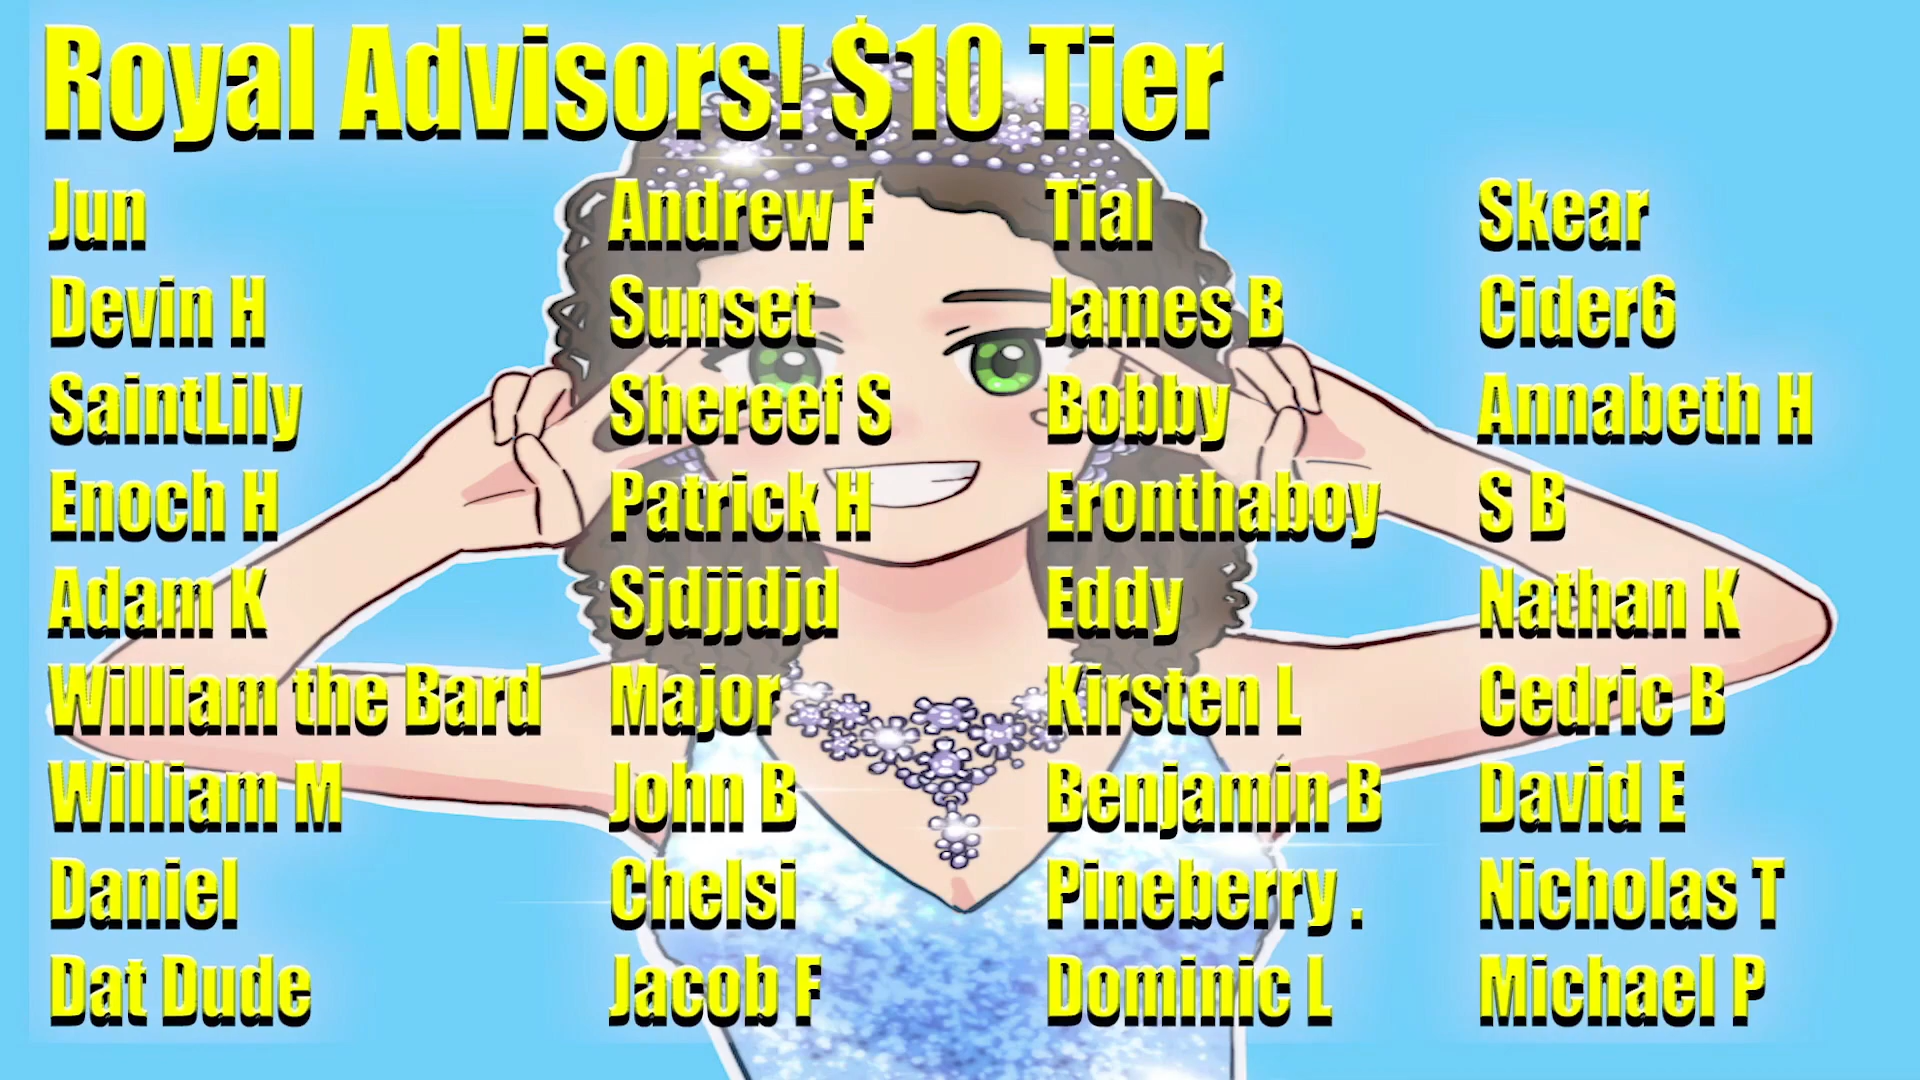 Royal Advisors! $10 Tier
Jun
Devin H
SaintLily
Enoch H
Adam K
William the Bard
William M
Daniel
Dat Dude
Andrew F
Sunset
Shereef S
Patrick H
Sjdjjdjd
Major
John B
Chelsi
Jacob F
Tial
James B
Bobby
Eronthaboy
Eddy
Kirsten L
Benjamin B
Pineberry .
Dominic L
Skear
Cider6
Annabeth H
S B
Nathan K
Cedric B
David E
Nicholas T
Michael P